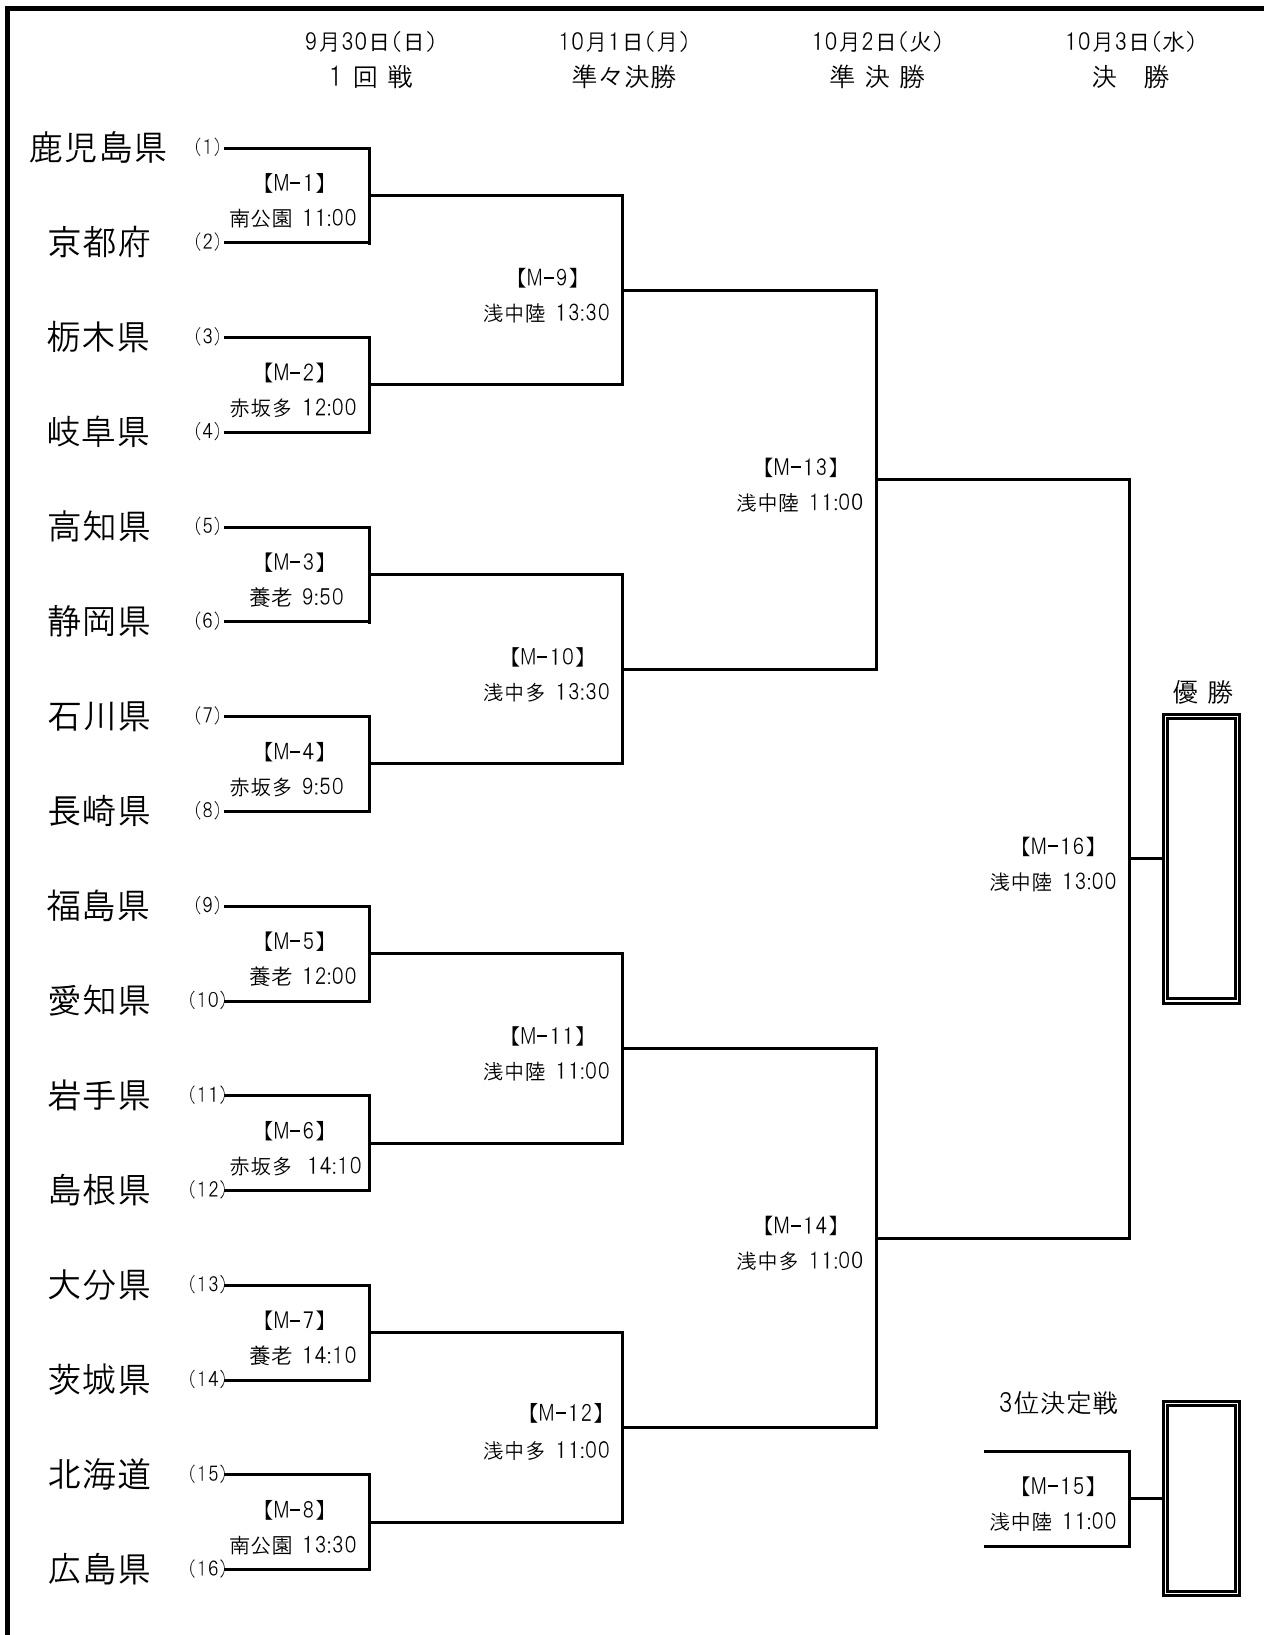 9月30日(日) 10月1日(月) 10月2日(火) 10月3日(水)
1 回 戦 準々決勝 準 決 勝 決 勝
鹿児島県 (1)
【M-1】
南公園 11:00
京都府 (2)
【M-9】
浅中陸 13:30
栃木県 (3)
【M-2】
赤坂多 12:00
岐阜県 (4)
【M-13】
浅中陸 11:00
高知県 (5)
【M-3】
養老 9:50
静岡県 (6)
【M-10】
浅中多 13:30
優 勝
石川県 (7)
【M-4】
赤坂多 9:50
長崎県 (8)
【M-16】
浅中陸 13:00
福島県 (9)
【M-5】
養老 12:00
愛知県 (10)
【M-11】
浅中陸 11:00
岩手県 (11)
【M-6】
赤坂多 14:10
島根県 (12)
【M-14】
浅中多 11:00
大分県 (13)
【M-7】
養老 14:10
茨城県 (14)
3位決定戦
【M-12】
浅中多 11:00
北海道 (15)
【M-15】
浅中陸 11:00
【M-8】
南公園 13:30
広島県 (16)